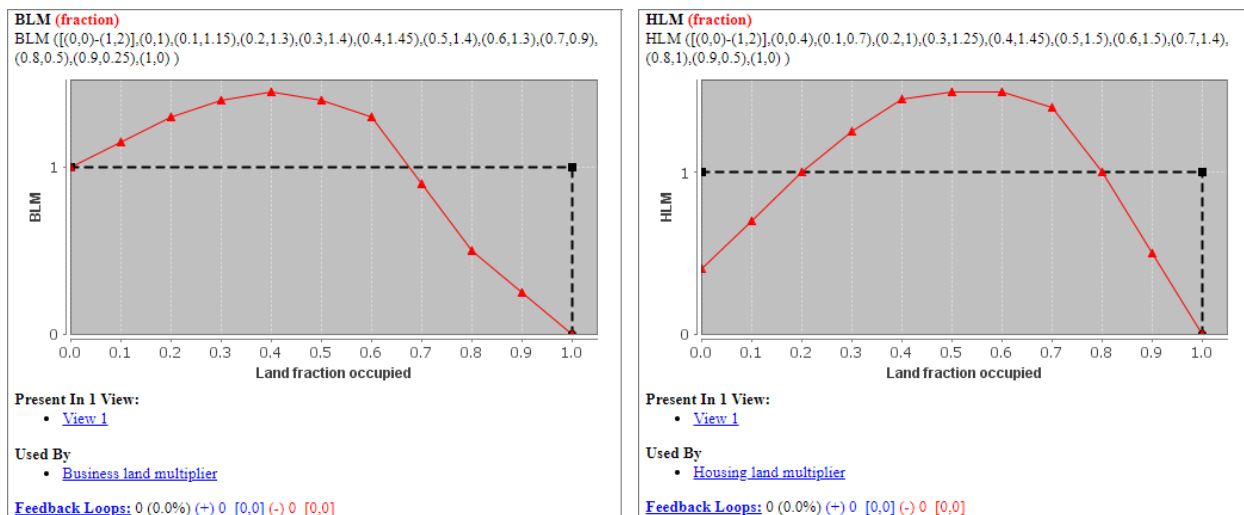 BLM (fraction)
BLM ([(0,0)-(1,2)],(0,1),(0.1,1.15),(0.2,1.3),(0.3,1.4),(0.4,1.45),(0.5,1.4),(0.6,1.3),(0.7,0.9),
(0.8,0.5),(0.9,0.25),(1,0) )
1
BLM
0
0.0 0.1 0.2 0.3 0.4 0.5 0.6 0.7 0.8 0.9 1.0
Land fraction occupied
Present In 1 View:
• View 1
Used By
• Business land multiplier
Feedback Loops: 0 (0.0%) (+) 0 [0,0] (-) 0 [0,0]
HLM (fraction)
HLM ([(0,0)-(1,2)],(0,0.4),(0.1,0.7),(0.2,1),(0.3,1.25),(0.4,1.45),(0.5,1.5),(0.6,1.5),(0.7,1.4),
(0.8,1),(0.9,0.5),(1,0) )
1
HLM
0
0.0 0.1 0.2 0.3 0.4 0.5 0.6 0.7 0.8 0.9 1.0
Land fraction occupied
Present In 1 View:
• View 1
Used By
• Housing land multiplier
Feedback Loops: 0 (0.0%) (+) 0 [0,0] (-) 0 [0,0]